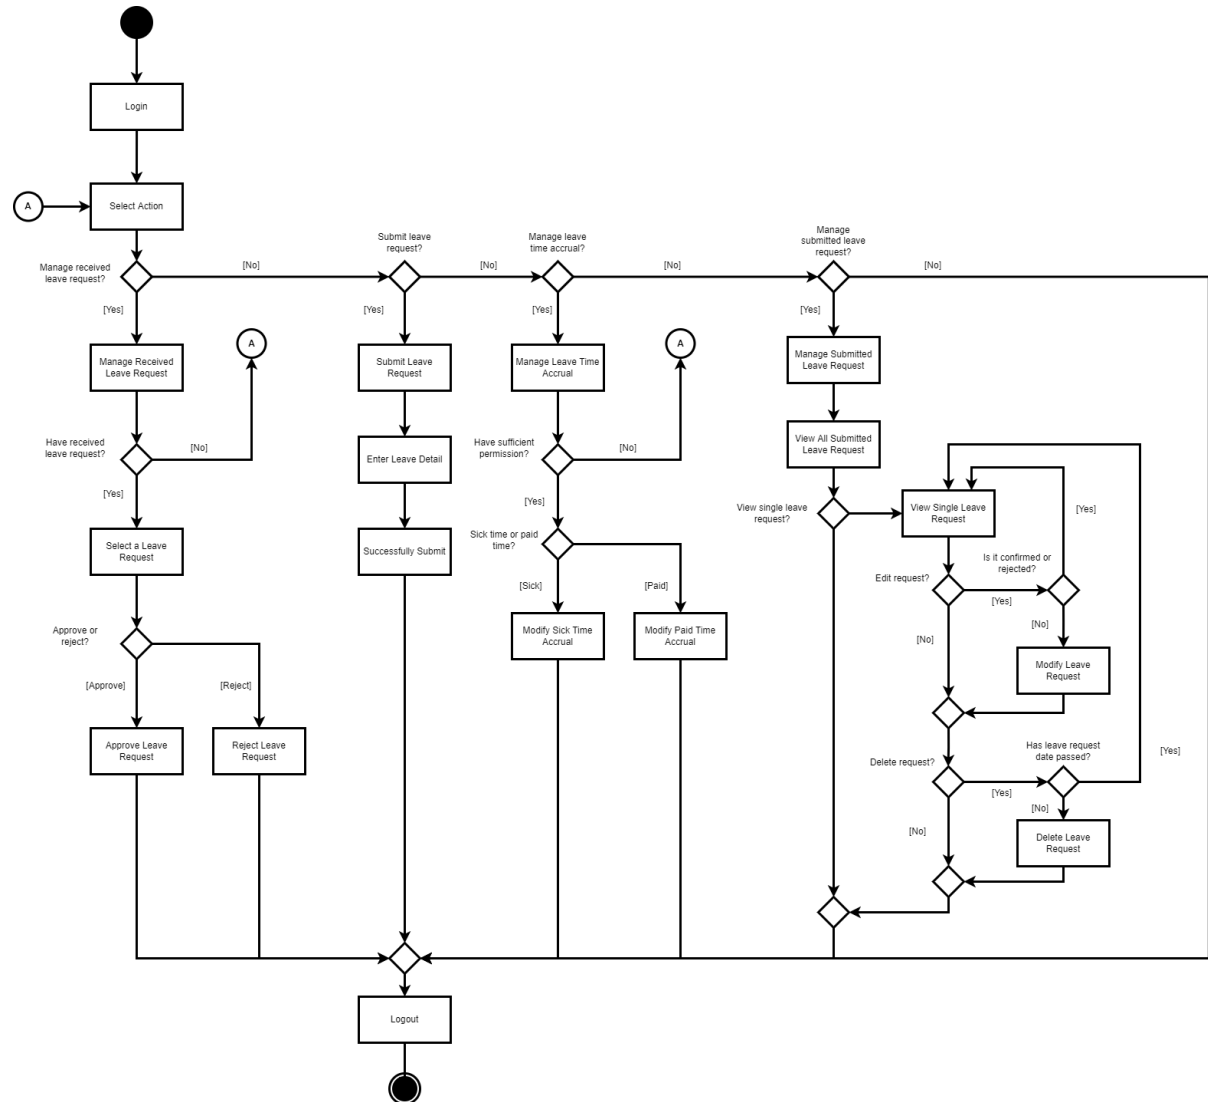 Login
A
Select Action
Manage received
leave request?
[No]
[Yes]
Submit leave
request?
[No]
[Yes]
Manage leave
time accrual?
[No]
[Yes]
Manage
submitted leave
request?
[No]
[Yes]
Manage Received
Leave Request
A
Submit Leave
Request
Manage Leave Time
Accrual
A
Manage Submitted
Leave Request
Have received
leave request?
[No]
[Yes]
Enter Leave Detail
Have sufficient
permission?
[No]
[Yes]
View All Submitted
Leave Request
View single leave
request?
View Single Leave
Request
[Yes]
Select a Leave
Request
Successfully Submit
Sick time or paid
time?
[Sick]
[Paid]
Is it confirmed or
rejected?
Edit request?
[Yes]
[No]
[No]
Approve or
reject?
[Approve]
[Reject]
Modify Sick Time
Accrual
Modify Paid Time
Accrual
Modify Leave
Request
Approve Leave
Request
Reject Leave
Request
Has leave request
date passed?
[Yes]
Delete request?
[Yes]
[No]
[No]
Delete Leave
Request
Logout